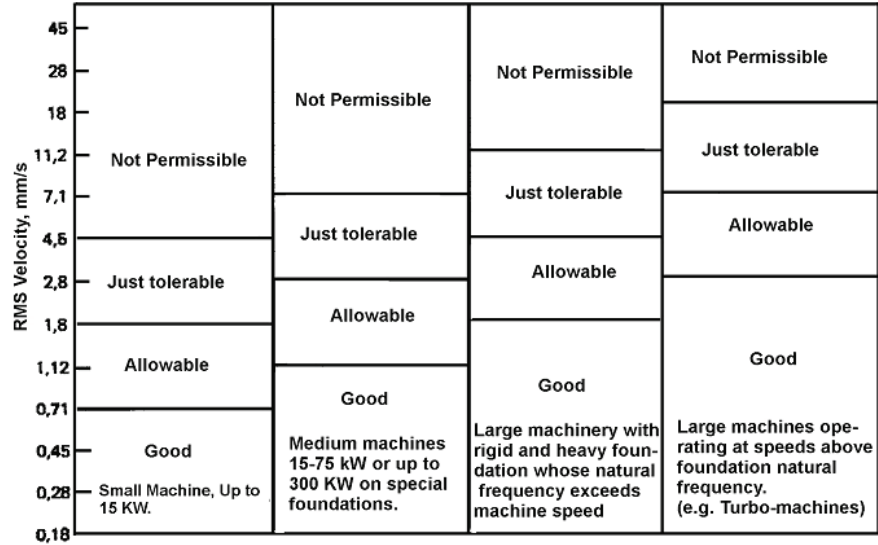 RMS Velocity, mm/s
45
28
18
11,2
7,1
4,5
2,8
1,8
1,12
0,71
0,45
0,28
0,18
Not Permissible
Just tolerable
Allowable
Good
Small Machine, Up to
15 KW.
Not Permissible
Just tolerable
Allowable
Good
Medium machines
15-75 kW or up to
300 KW on special
foundations.
Not Permissible
Just tolerable
Allowable
Good
Large machinery with
rigid and heavy foun-
dation whose natural
frequency exceeds
machine speed
Not Permissible
Just tolerable
Allowable
Good
Large machines ope-
rating at speeds above
foundation natural
frequency.
(e.g. Turbo-machines)